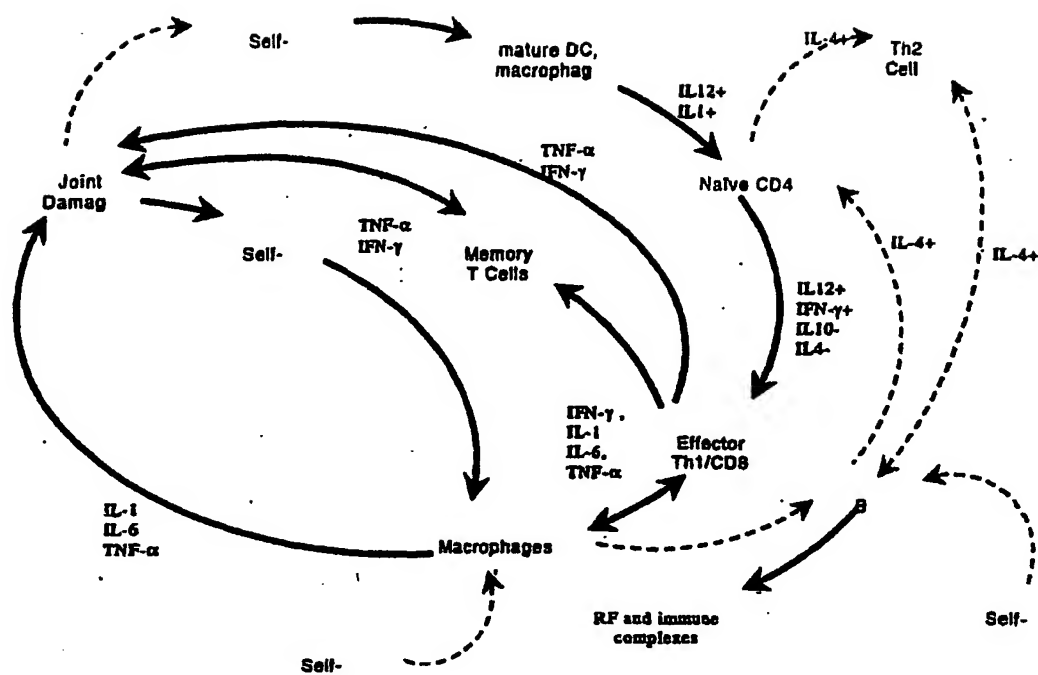 Self-
mature DC,
macrophag
IL-4+
Th2
Cell
IL12+
IL1+
TNF-α
IFN-γ
Joint
Damag
Naïve CD4
Self-
TNF-α
IFN-γ
Memory
T Cells
IL-4+
IL-4+
IL12+
IFN-γ+
IL10-
IL4-
IFN-γ,
IL-1
IL-6,
TNF-α
Effector
Th1/CD8
IL-1
IL-6
TNF-α
Macrophages
B
RF and immune
complexes
Self-
Self-